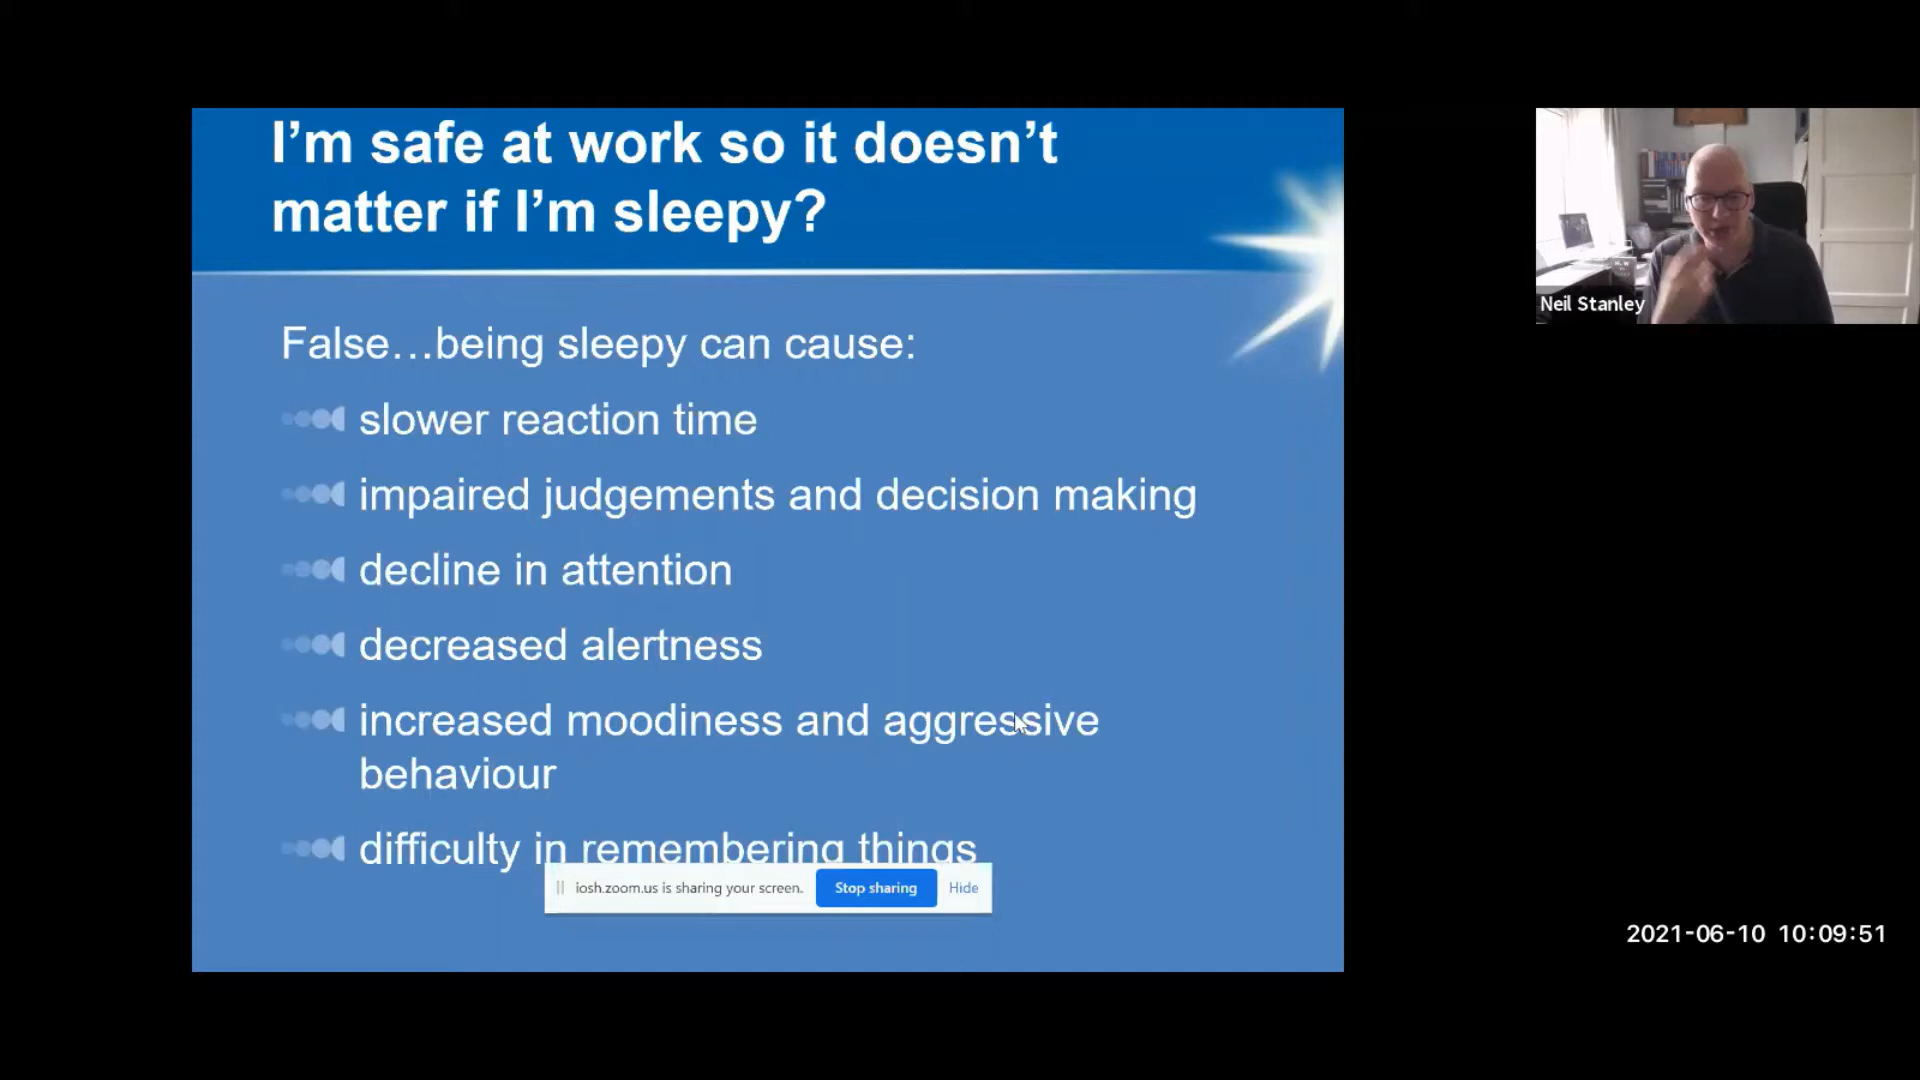 I’m safe at work so it doesn’t
matter if I’m sleepy?
False…being sleepy can cause:
slower reaction time
impaired judgements and decision making
decline in attention
decreased alertness
increased moodiness and aggressive
behaviour
difficulty in remembering things
iosh.zoom.us is sharing your screen. Stop sharing Hide
Neil Stanley
2021-06-10 10:09:51